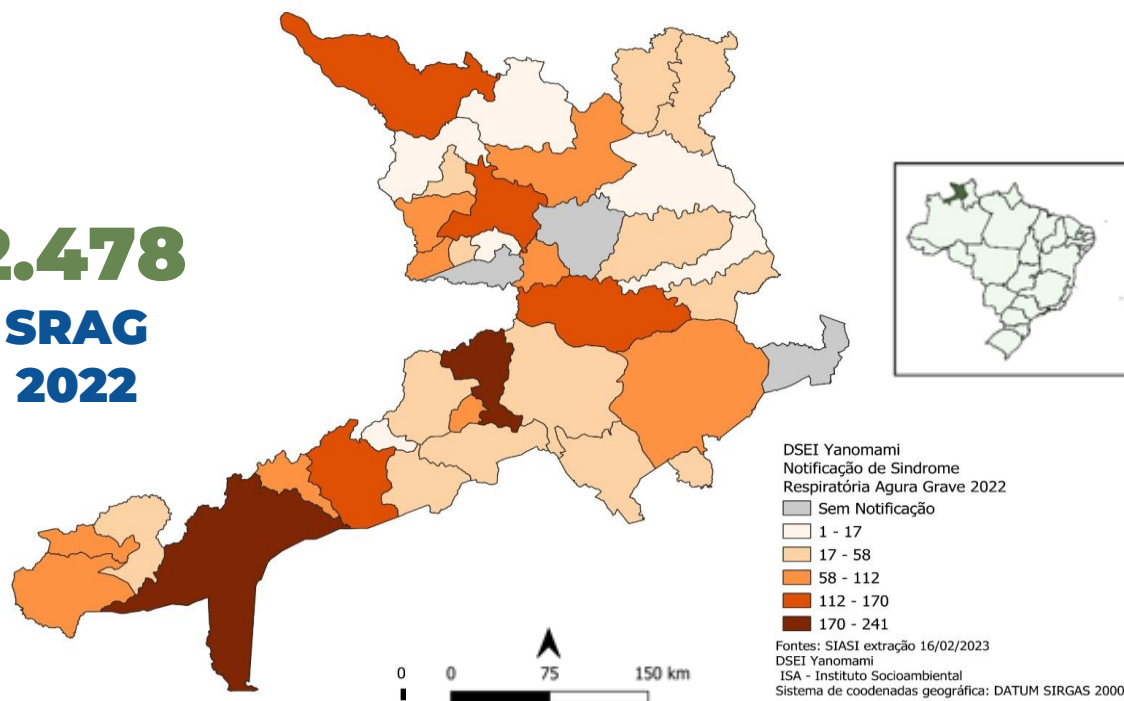 2.478
SRAG
2022
DSEI Yanomami
Notificação de Sindrome
Respiratória Agura Grave 2022
Sem Notificação
1 - 17
17 - 58
58 - 112
112 - 170
170 - 241
Fontes: SIASI extração 16/02/2023
DSEI Yanomami
ISA - Instituto Socioambiental
Sistema de coodenadas geográfica: DATUM SIRGAS 2000
0 0 75 150 km